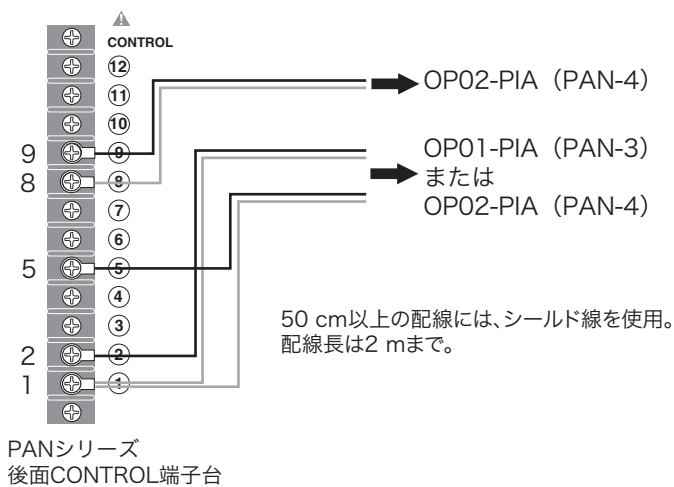 CONTROL
⑫
⑪
⑩
9 ⑨
8 ⑧
⑦
⑥
5 ⑤
④
③
2 ②
1 ①
OP02-PIA（PAN-4）
OP01-PIA（PAN-3）
または
OP02-PIA（PAN-4）
50 cm以上の配線には、シールド線を使用。
配線長は2 mまで。
PANシリーズ
後面CONTROL端子台